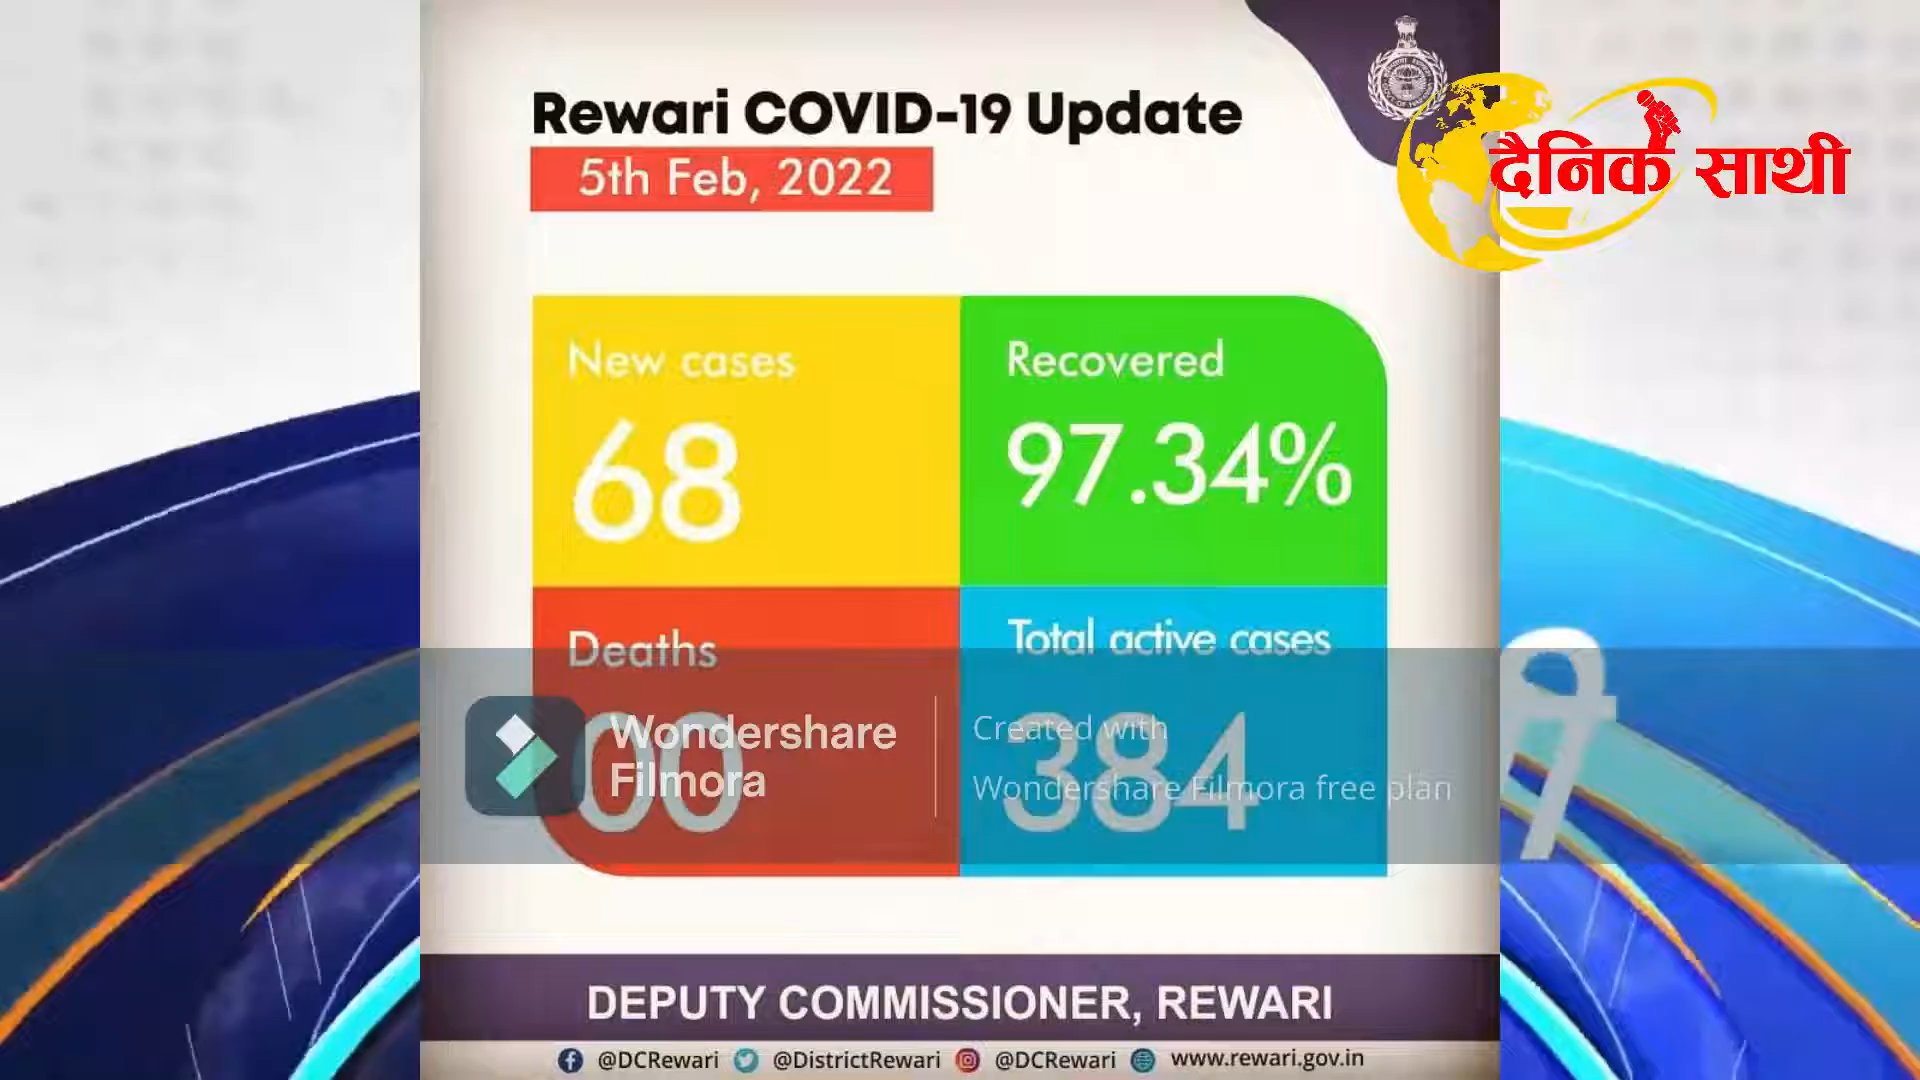 Rewari COVID-19 Update
5th Feb, 2022
दैनिक साथी
New cases
68
Recovered
97.34%
Deaths
00
Total active cases
384
Wondershare
Filmora
Created with
Wondershare Filmora free plan
DEPUTY COMMISSIONER, REWARI
@DCRewari @DistrictRewari @DCRewari www.rewari.gov.in